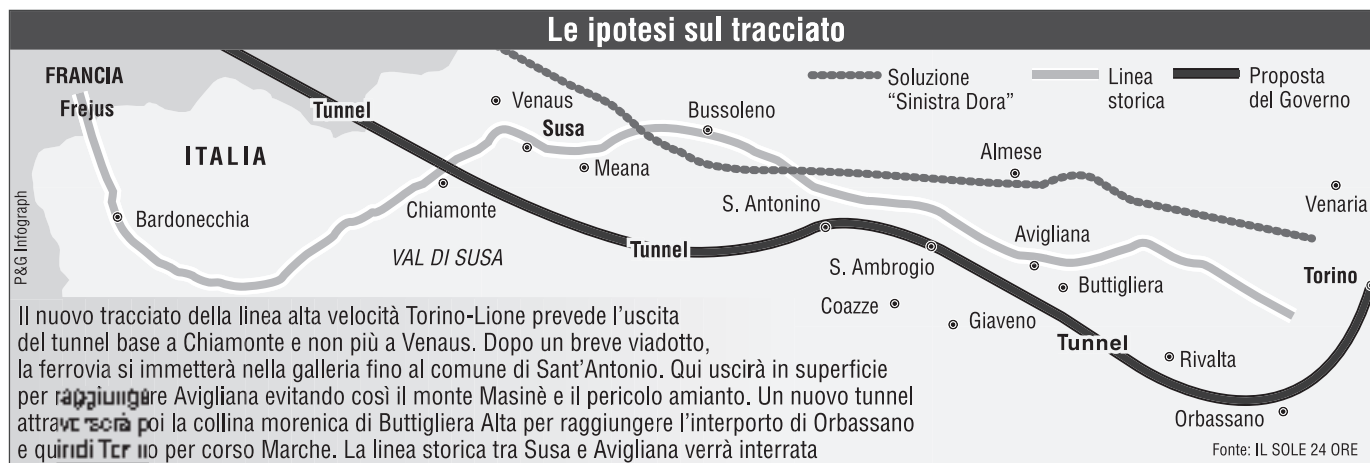 Le ipotesi sul tracciato
FRANCIA
Frejus
Tunnel
Venaus
Susa
Bussoleno
Soluzione
"Sinistra Dora"
Linea
storica
Proposta
del Governo
ITALIA
Meana
Almese
Bardonecchia
Chiamonte
S. Antonino
Venaria
VAL DI SUSA
Tunnel
Avigliana
S. Ambrogio
Buttigliera
Torino
Coazze
Giaveno
Tunnel
Rivalta
Orbassano
P&G Infograph
Il nuovo tracciato della linea alta velocità Torino-Lione prevede l'uscita
del tunnel base a Chiamonte e non più a Venaus. Dopo un breve viadotto,
la ferrovia si immetterà nella galleria fino al comune di Sant'Antonio. Qui uscirà in superficie
per raggiungere Avigliana evitando così il monte Masinè e il pericolo amianto. Un nuovo tunnel
attraverserà poi la collina morenica di Buttigliera Alta per raggiungere l'interporto di Orbassano
e quindi Torino per corso Marche. La linea storica tra Susa e Avigliana verrà interrata
Fonte: IL SOLE 24 ORE